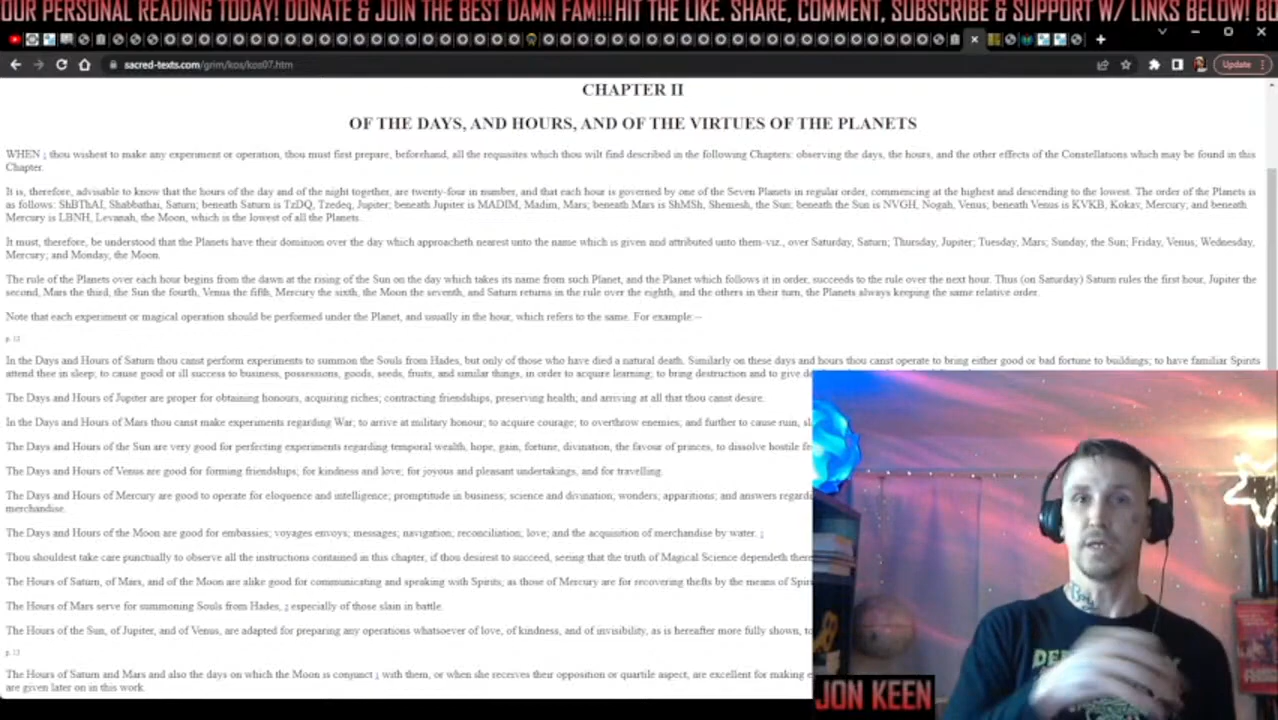 OUR PERSONAL READING TODAY! DONATE & JOIN THE BEST DAMN FAM!!!HIT THE LIKE. SHARE, COMMENT, SUBSCRIBE & SUPPORT W/ LINKS BELOW! BO
sacred-texts.com/grim/kos/kos07.htm
Update
CHAPTER II
OF THE DAYS, AND HOURS, AND OF THE VIRTUES OF THE PLANETS
WHEN thou wishest to make any experiment or operation, thou must first prepare, beforehand, all the requisites which thou wilt find described in the following Chapters: observing the days, the hours, and the other effects of the Constellations which may be found in this
Chapter.
It is, therefore, advisable to know that the hours of the day and of the night together, are twenty-four in number, and that each hour is governed by one of the Seven Planets in regular order, commencing at the highest and descending to the lowest. The order of the Planets is
as follows: ShBThAI, Shabbathai, Saturn; beneath Saturn is TzDQ, Tzedeq, Jupiter; beneath Jupiter is MADIM, Madim, Mars; beneath Mars is ShMSh, Shemesh, the Sun; beneath the Sun is NVGH, Nogah, Venus; beneath Venus is KVKB, Kokav, Mercury; and beneath
Mercury is LBNH, Levanah, the Moon, which is the lowest of all the Planets.
It must, therefore, be understood that the Planets have their dominion over the day which approacheth nearest unto the name which is given and attributed unto them-viz., over Saturday, Saturn; Thursday, Jupiter; Tuesday, Mars; Sunday, the Sun; Friday, Venus; Wednesday,
Mercury; and Monday, the Moon.
The rule of the Planets over each hour begins from the dawn at the rising of the Sun on the day which takes its name from such Planet, and the Planet which follows it in order, succeeds to the rule over the next hour. Thus (on Saturday) Saturn rules the first hour, Jupiter the
second, Mars the third, the Sun the fourth, Venus the fifth, Mercury the sixth, the Moon the seventh, and Saturn returns in the rule over the eighth, and the others in their turn, the Planets always keeping the same relative order.
Note that each experiment or magical operation should be performed under the Planet, and usually in the hour, which refers to the same. For example:--
In the Days and Hours of Saturn thou canst perform experiments to summon the Souls from Hades, but only of those who have died a natural death. Similarly on these days and hours thou canst operate to bring either good or bad fortune to buildings; to have familiar Spirits
attend thee in sleep; to cause good or ill success to business, possessions, goods, seeds, fruits, and similar things, in order to acquire learning; to bring destruction and to give
The Days and Hours of Jupiter are proper for obtaining honours, acquiring riches; contracting friendships, preserving health; and arriving at all that thou canst desire.
In the Days and Hours of Mars thou canst make experiments regarding War; to arrive at military honour; to acquire courage; to overthrow enemies; and further to cause ruin,
The Days and Hours of the Sun are very good for perfecting experiments regarding temporal wealth, hope, gain, fortune, divination, the favour of princes, to dissolve hostile
The Days and Hours of Venus are good for forming friendships; for kindness and love; for joyous and pleasant undertakings, and for travelling.
The Days and Hours of Mercury are good to operate for eloquence and intelligence; promptitude in business; science and divination; wonders; apparitions; and answers
merchandise.
The Days and Hours of the Moon are good for embassies; voyages envoys; messages; navigation; reconciliation; love; and the acquisition of merchandise by water.
Thou shouldest take care punctually to observe all the instructions contained in this chapter, if thou desirest to succeed, seeing that the truth of Magical Science dependeth
The Hours of Saturn, of Mars, and of the Moon are alike good for communicating and speaking with Spirits; as those of Mercury are for recovering thefts by the means of
The Hours of Mars serve for summoning Souls from Hades, especially of those slain in battle.
The Hours of the Sun, of Jupiter, and of Venus, are adapted for preparing any operations whatsoever of love, of kindness, and of invisibility, as is hereafter more fully shown,
The Hours of Saturn and Mars and also the days on which the Moon is conjunct with them, or when she receives their opposition or quartile aspect, are excellent for making
are given later on in this work.
JON KEEN